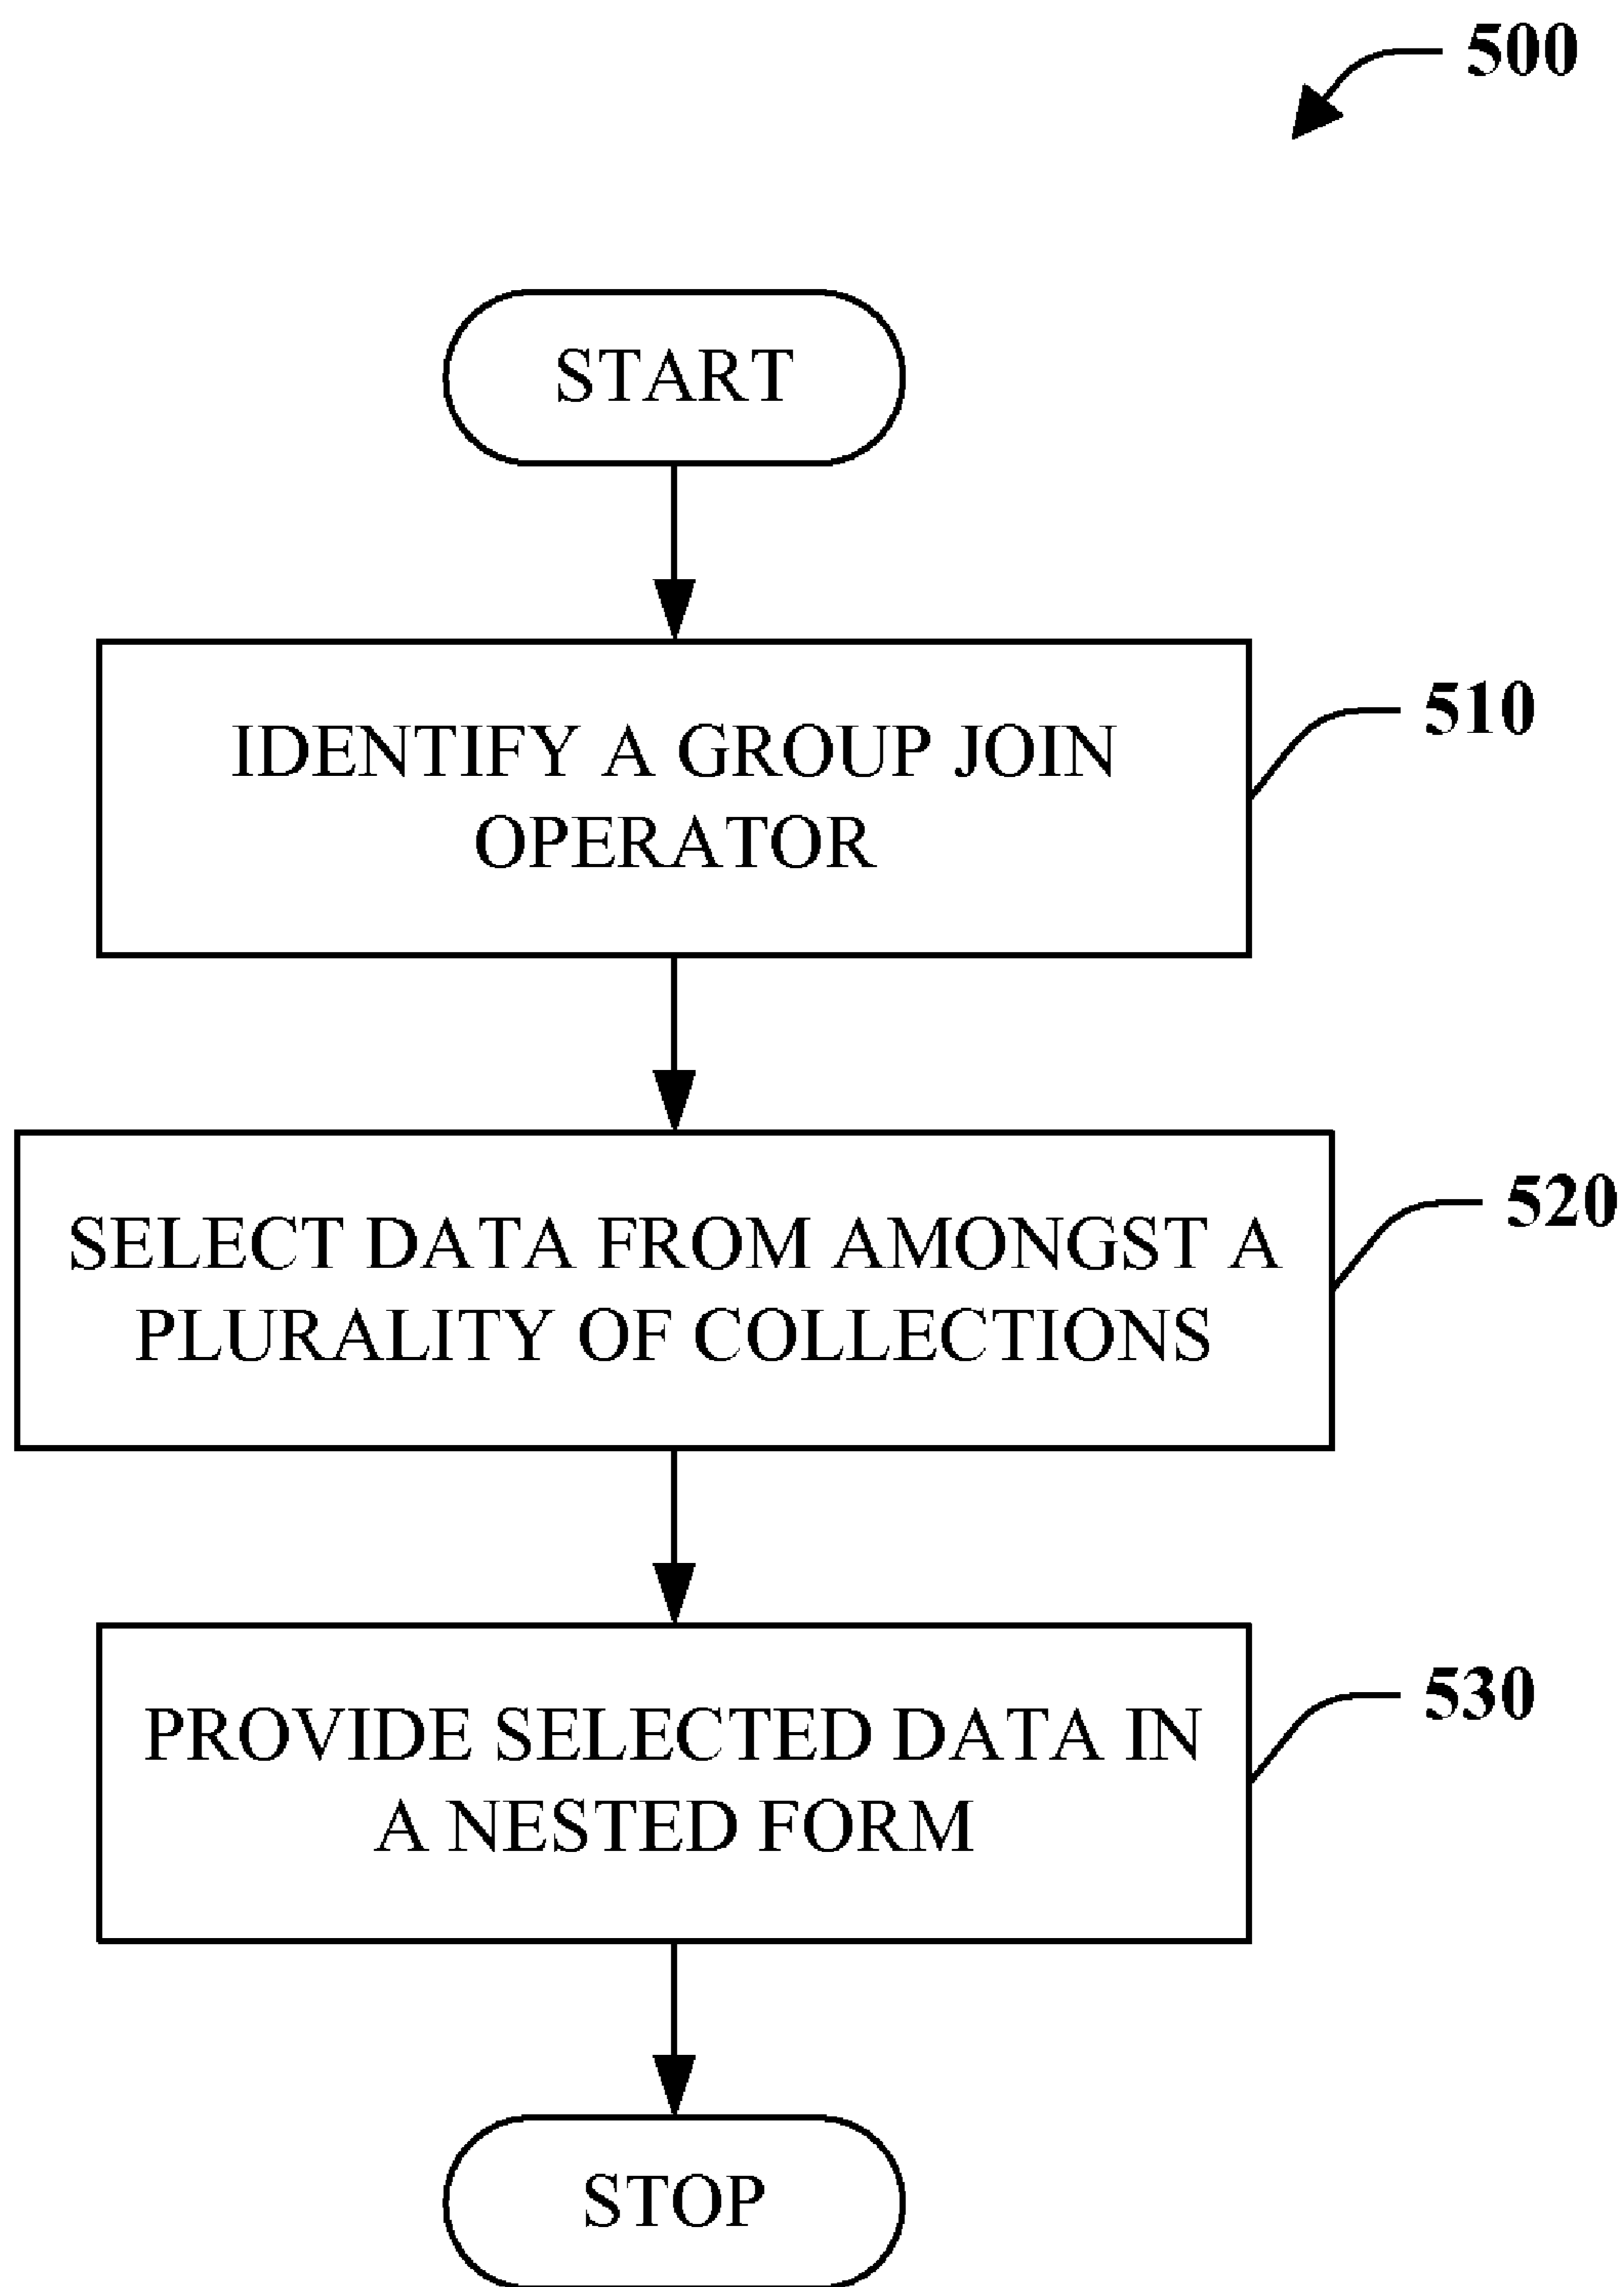 500
START
IDENTIFY A GROUP JOIN
OPERATOR
510
SELECT DATA FROM AMONGST A
PLURALITY OF COLLECTIONS
520
PROVIDE SELECTED DATA IN
A NESTED FORM
530
STOP